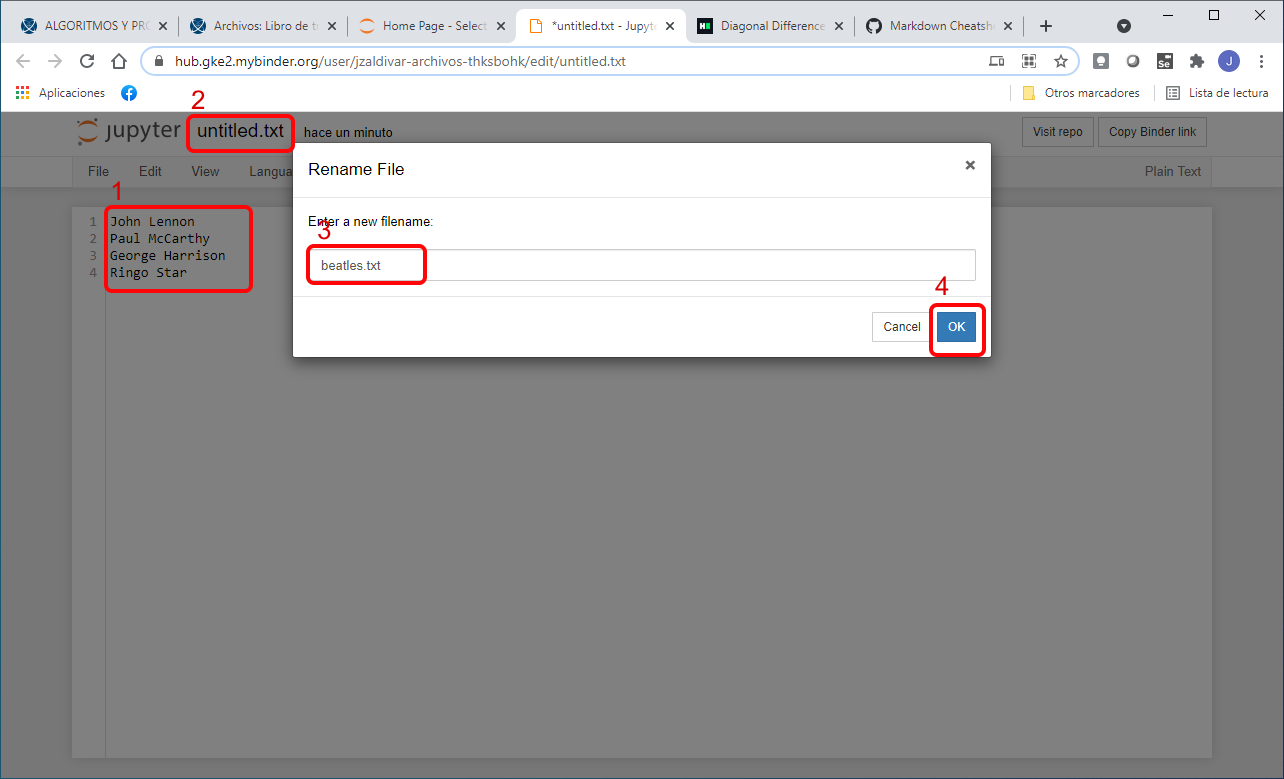 ALGORITMOS Y PR
Archivos: Libro de t
Home Page - Select
*untitled.txt - Jupyt
Diagonal Difference
Markdown Cheatsh
hub.gke2.mybinder.org/user/jzaldivar-archivos-thksbohk/edit/untitled.txt
Se
J
Aplicaciones
Otros marcadores
Lista de lectura
2
jupyter untitled.txt hace un minuto
Visit repo
Copy Binder link
File Edit View Langua
Plain Text
1
1 John Lennon
2 Paul McCarthy
3 George Harrison
4 Ringo Star
Rename File
Enter a new filename:
3
beatles.txt
4
Cancel
OK